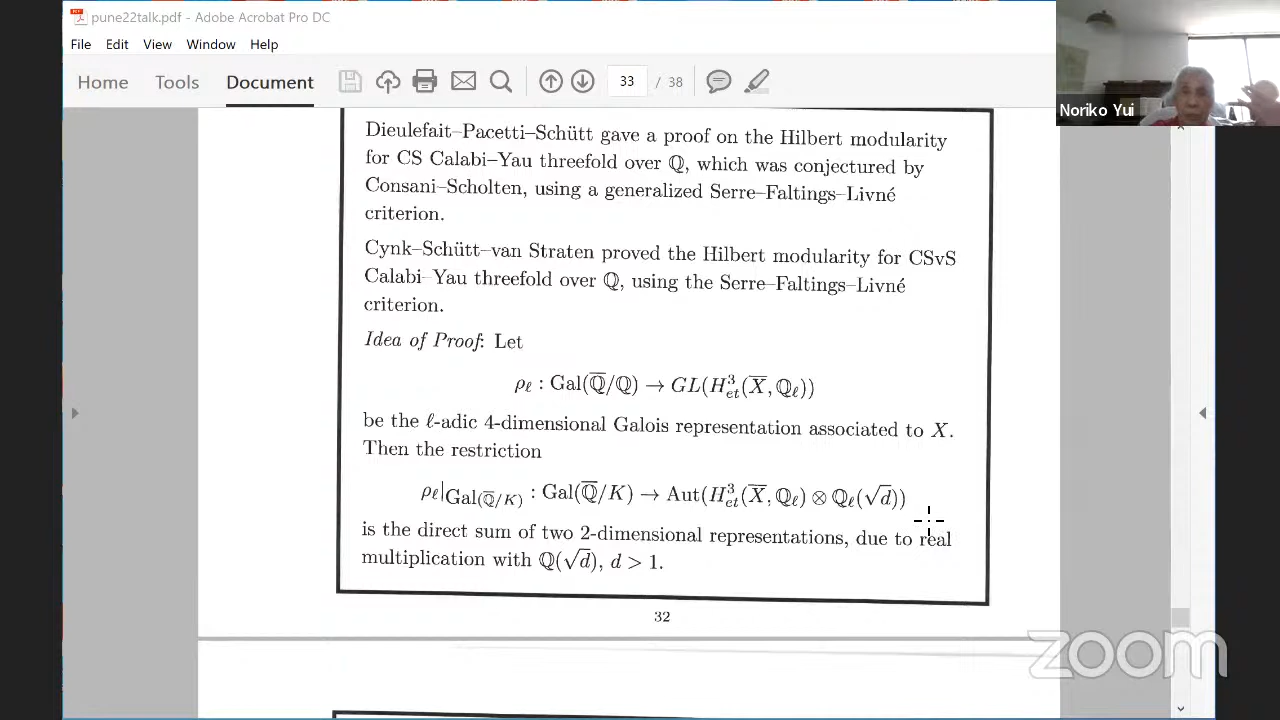 pune22talk.pdf - Adobe Acrobat Pro DC
File Edit View Window Help
Home Tools Document 33 / 38
Noriko Yui
Dieulefait–Pacetti–Schütt gave a proof on the Hilbert modularity
for CS Calabi–Yau threefold over ℚ, which was conjectured by
Consani–Scholten, using a generalized Serre–Faltings–Livné
criterion.
Cynk–Schütt–van Straten proved the Hilbert modularity for CSvS
Calabi–Yau threefold over ℚ, using the Serre–Faltings–Livné
criterion.
Idea of Proof: Let
ρ_ℓ : Gal(ℚ̅/ℚ) → GL(H³_et(X̅, ℚ_ℓ))
be the ℓ-adic 4-dimensional Galois representation associated to X.
Then the restriction
ρ_ℓ|_Gal(ℚ̅/K) : Gal(ℚ̅/K) → Aut(H³_et(X̅, ℚ_ℓ) ⊗ ℚ_ℓ(√d))
is the direct sum of two 2-dimensional representations, due to real
multiplication with ℚ(√d), d > 1.
32
zoom